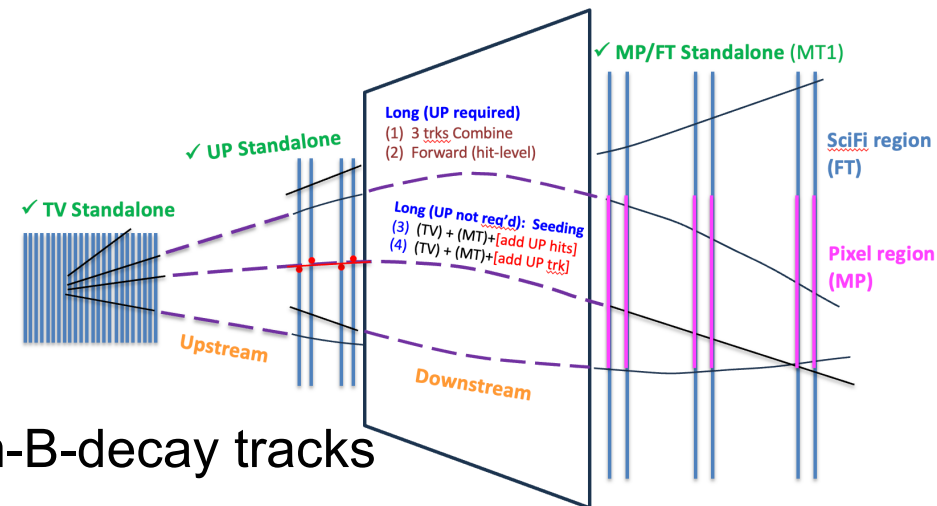 ✓ MP/FT Standalone (MT1)
Long (UP required)
(1) 3 trks Combine
(2) Forward (hit-level)
✓ UP Standalone
SciFi region
(FT)
✓ TV Standalone
Long (UP not req'd): Seeding
(3) (TV) + (MT)+[add UP hits]
(4) (TV) + (MT)+[add UP trk]
Pixel region
(MP)
Upstream
Downstream
-B-decay tracks